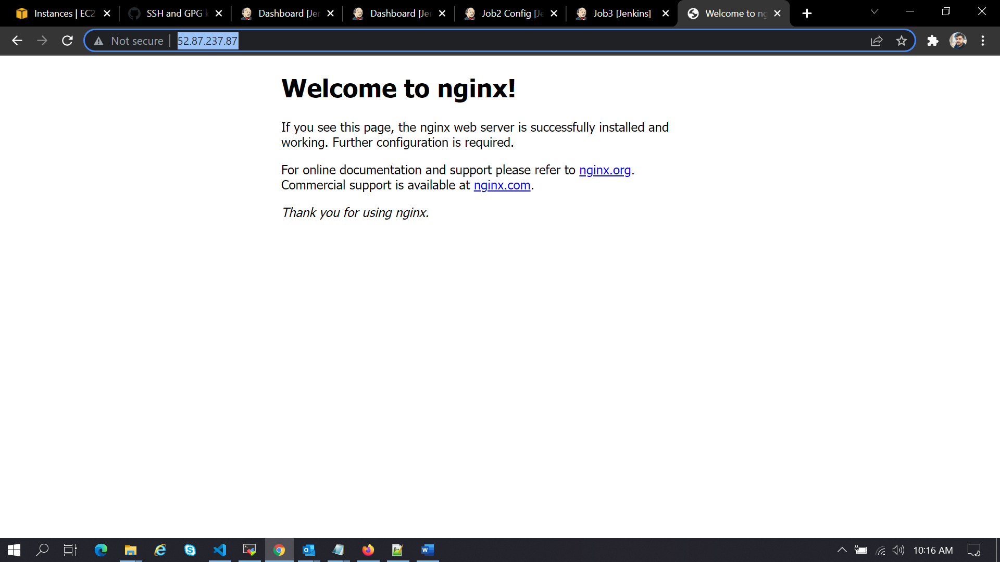 Instances | EC2
SSH and GPG k
Dashboard [Jen
Dashboard [Jen
Job2 Config [Je
Job3 [Jenkins]
Welcome to ng
Not secure | 52.87.237.87
Welcome to nginx!
If you see this page, the nginx web server is successfully installed and
working. Further configuration is required.
For online documentation and support please refer to nginx.org.
Commercial support is available at nginx.com.
Thank you for using nginx.
10:16 AM